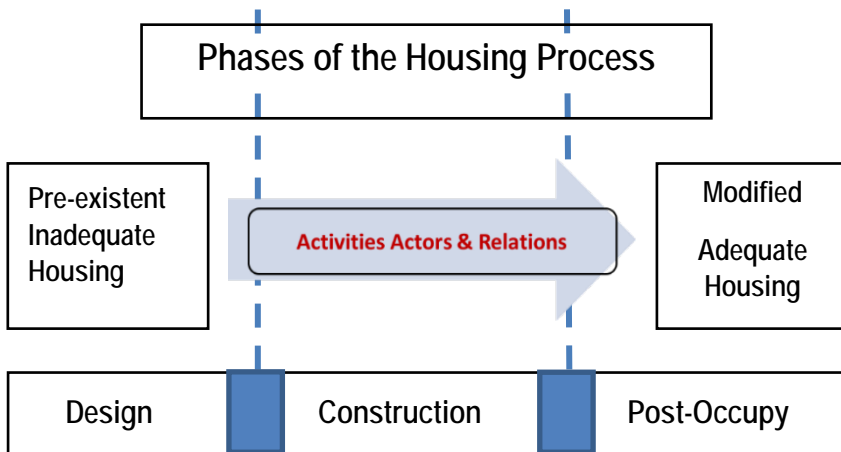 Phases of the Housing Process
Pre-existent
Inadequate
Housing
Activities Actors & Relations
Modified
Adequate
Housing
Design
Construction
Post-Occupy